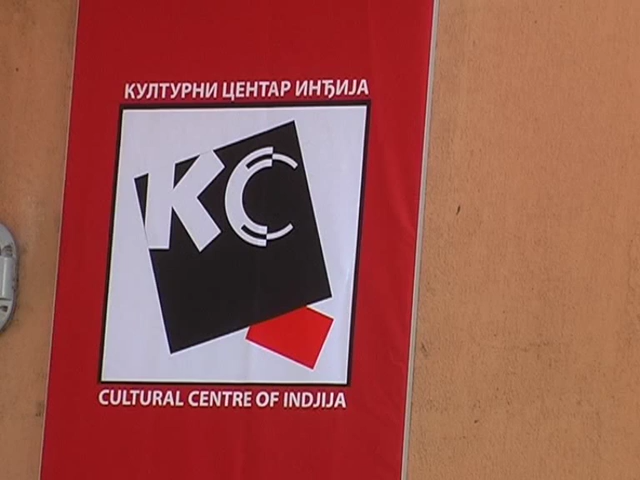 КУЛТУРНИ ЦЕНТАР ИНЂИЈА
KC
CULTURAL CENTRE OF INDJIJA